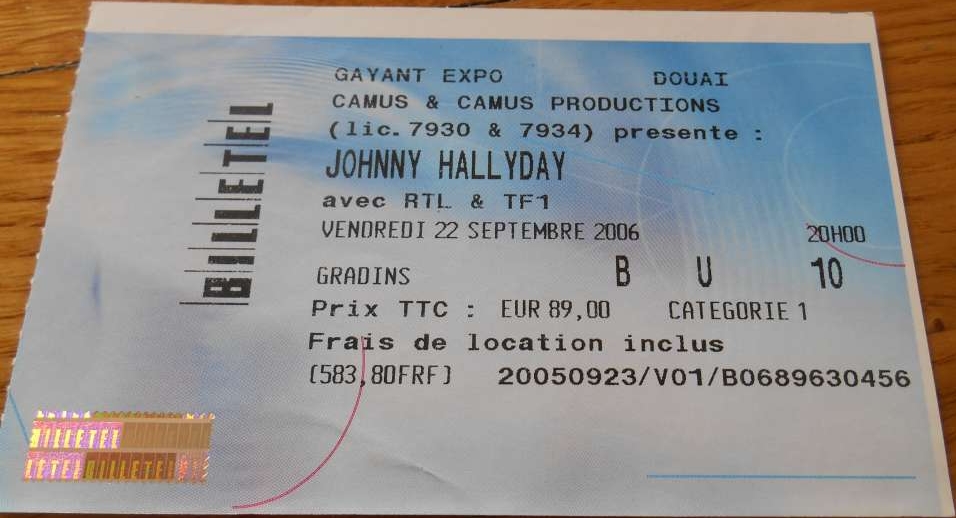 GAYANT EXPO DOUAI
CAMUS & CAMUS PRODUCTIONS
(lic. 7930 & 7934) presente :
JOHNNY HALLYDAY
avec RTL & TF1
VENDREDI 22 SEPTEMBRE 2006 20H00
GRADINS B U 10
Prix TTC : EUR 89,00 CATEGORIE 1
Frais de location inclus
(583,80FRF) 20050923/V01/B0689630456
BILLETEL
BILLETEL
BILLETEL